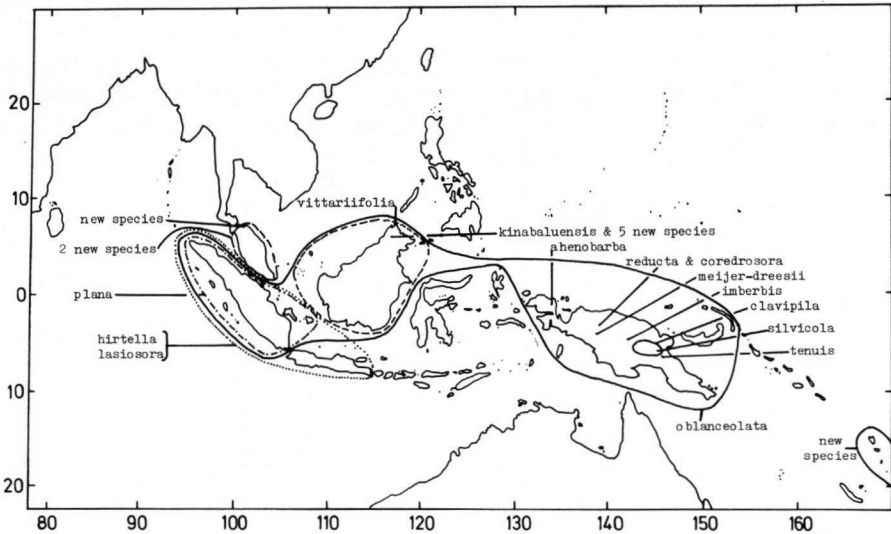 20
10
0
10
20
80
90
100
110
120
130
140
150
160
new species
2 new species
plana
hirtella
lasiosora
vittariifolia
kinabaluensis & 5 new species
ahenobarba
reducta & coredrosora
meijer-dreesii
imberbis
clavipila
silvicola
tenuis
oblanceolata
new
species